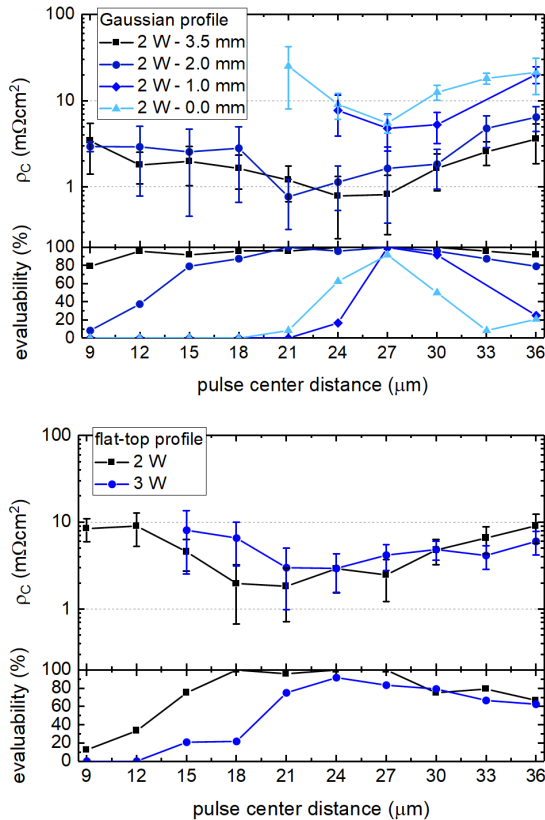 Gaussian profile
2 W - 3.5 mm
2 W - 2.0 mm
2 W - 1.0 mm
2 W - 0.0 mm
100
10
1
ρC (mΩcm²)
100
80
60
40
20
0
evaluability (%)
9 12 15 18 21 24 27 30 33 36
pulse center distance (μm)
flat-top profile
2 W
3 W
100
10
1
ρC (mΩcm²)
100
80
60
40
20
0
evaluability (%)
9 12 15 18 21 24 27 30 33 36
pulse center distance (μm)